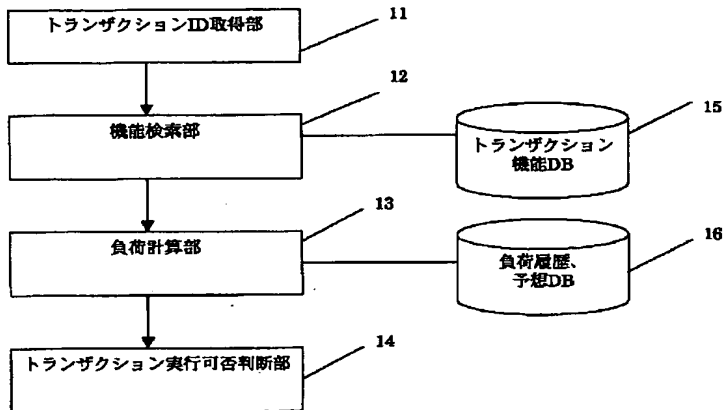 トランザクションID取得部
11
機能検索部
12
トランザクション
機能DB
15
負荷計算部
13
負荷履歴、
予想DB
16
トランザクション実行可否判断部
14